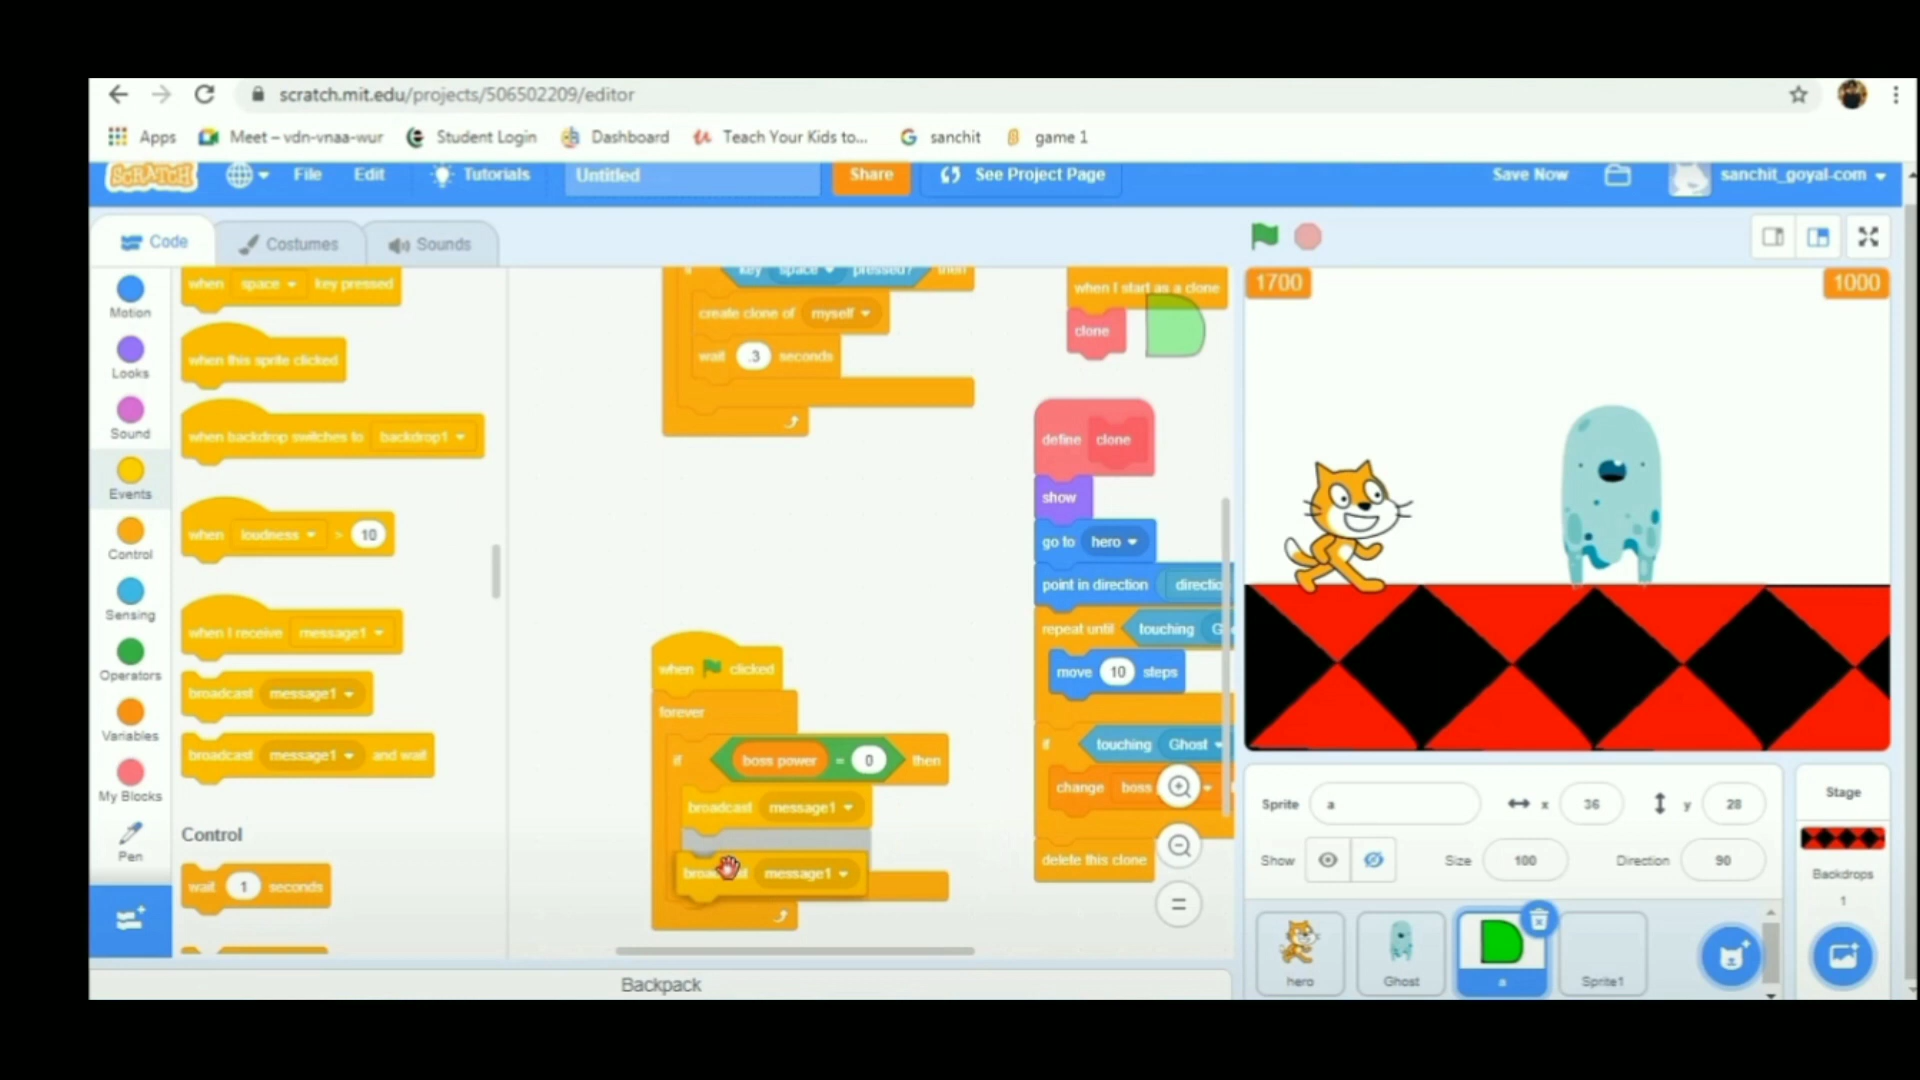 scratch.mit.edu/projects/506502209/editor
Apps Meet – vdn-vnaa-wur Student Login Dashboard Teach Your Kids to... sanchit game 1
SCRATCH File Edit Tutorials Untitled Share See Project Page Save Now sanchit_goyal-com
Code Costumes Sounds
Motion
Looks
Sound
Events
Control
Sensing
Operators
Variables
My Blocks
Pen
when space key pressed
when this sprite clicked
when backdrop switches to backdrop1
when loudness > 10
when I receive message1
broadcast message1
broadcast message1 and wait
Control
wait 1 seconds
if key space pressed? then
create clone of myself
wait .3 seconds
when clicked
forever
if boss power = 0 then
broadcast message1
message1
when I start as a clone
clone
define clone
show
go to hero
point in direction
repeat until touching
move 10 steps
if touching Ghost
change boss
delete this clone
Backpack
1700 1000
Sprite a x 36 y 28
Show Size 100 Direction 90
hero Ghost a Sprite1
Stage
Backdrops
1